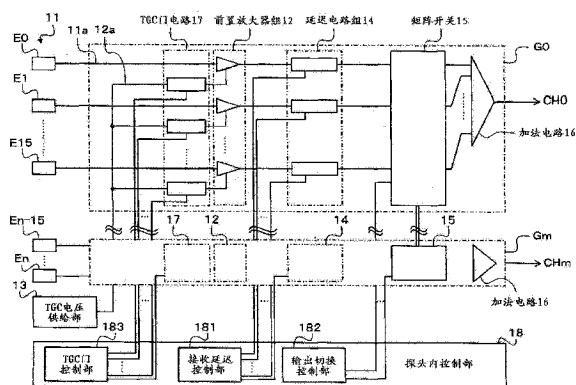 11
TGC门电路17
前置放大器组12
延迟电路组14
矩阵开关15
E0
11a
12a
G0
E1
CH0
E15
加法电路16
En-15
17
12
14
15
Gm
En
CHm
13
TGC电压
供给部
加法电路16
183
181
182
18
TGC门
控制部
接收延迟
控制部
输出切换
控制部
探头内控制部